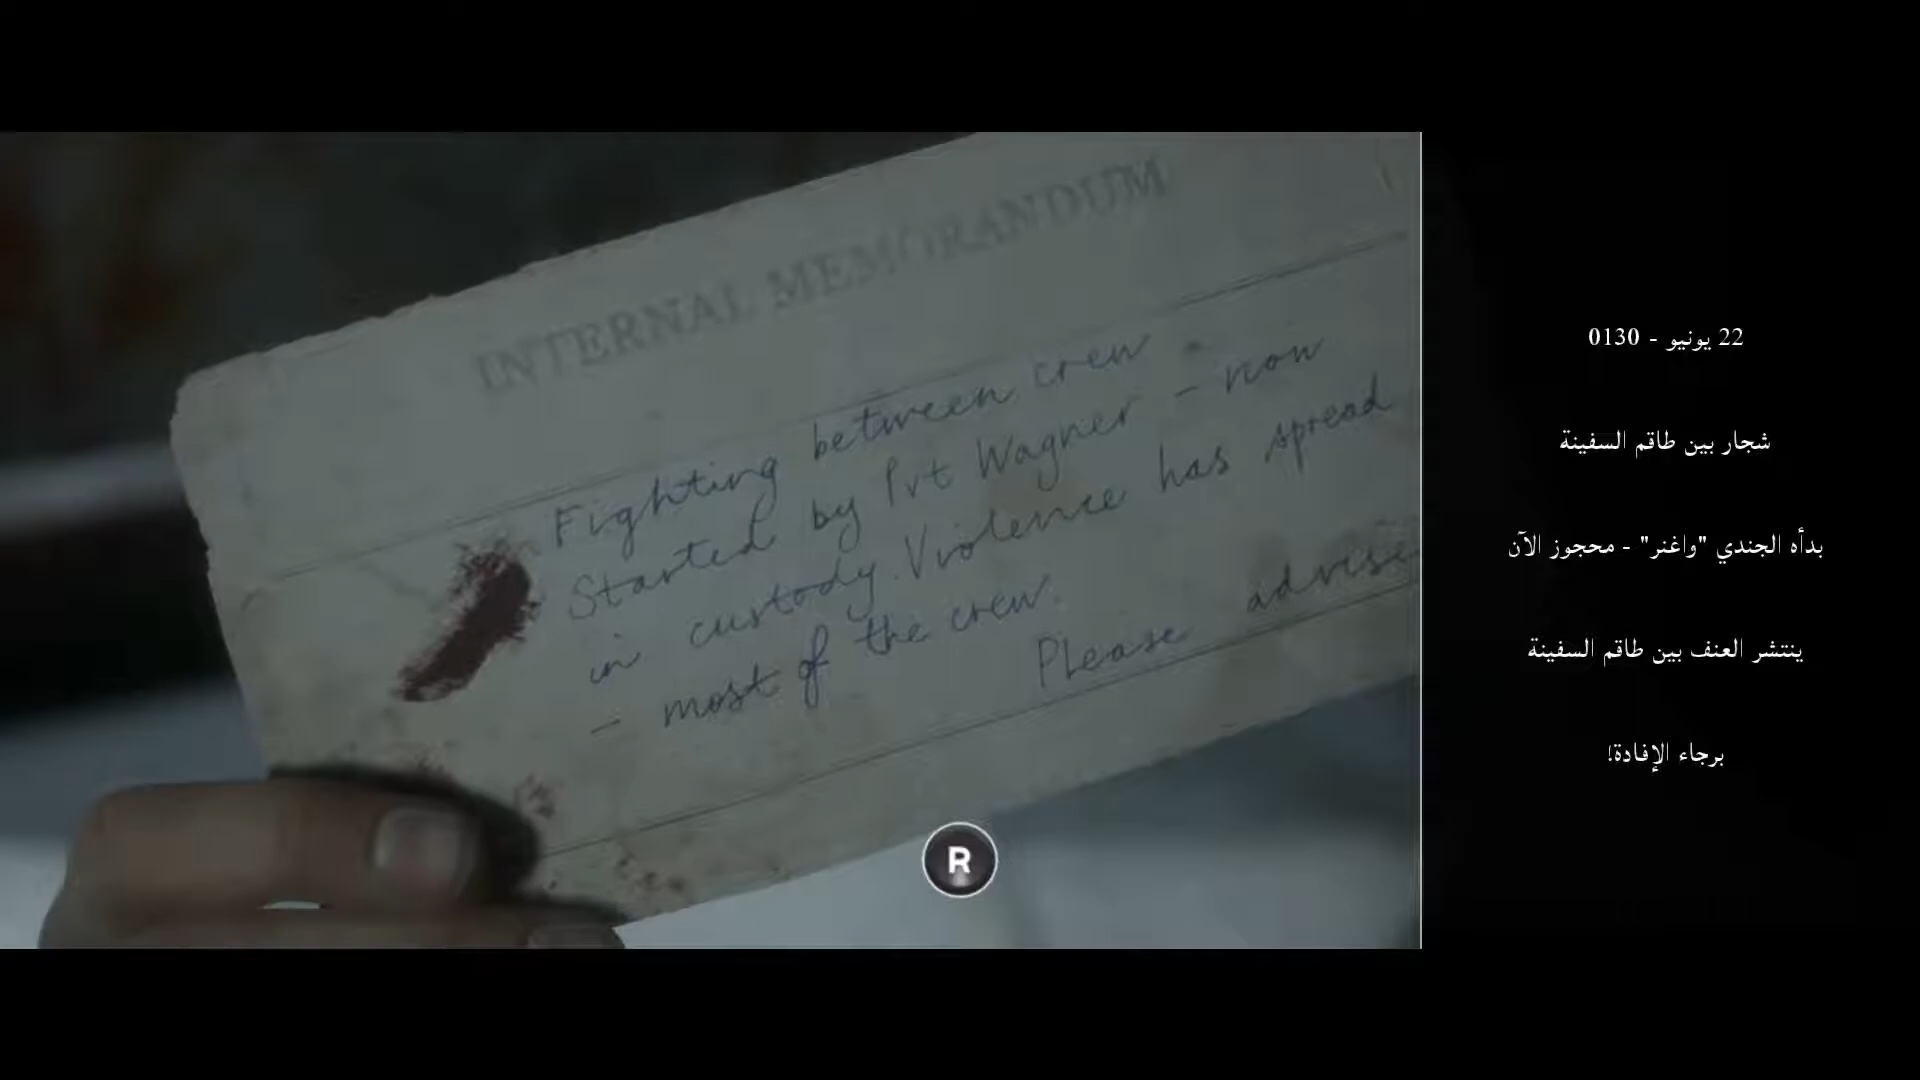 INTERNAL MEMORANDUM
Fighting between crew -
Started by Pvt Wagner - now
in custody. Violence has spread
- most of the crew.
Please advise
R
22 يونيو - 0130
شجار بين طاقم السفينة
بدأه الجندي "واغنر" - محجوز الآن
ينتشر العنف بين طاقم السفينة
برجاء الإفادة!